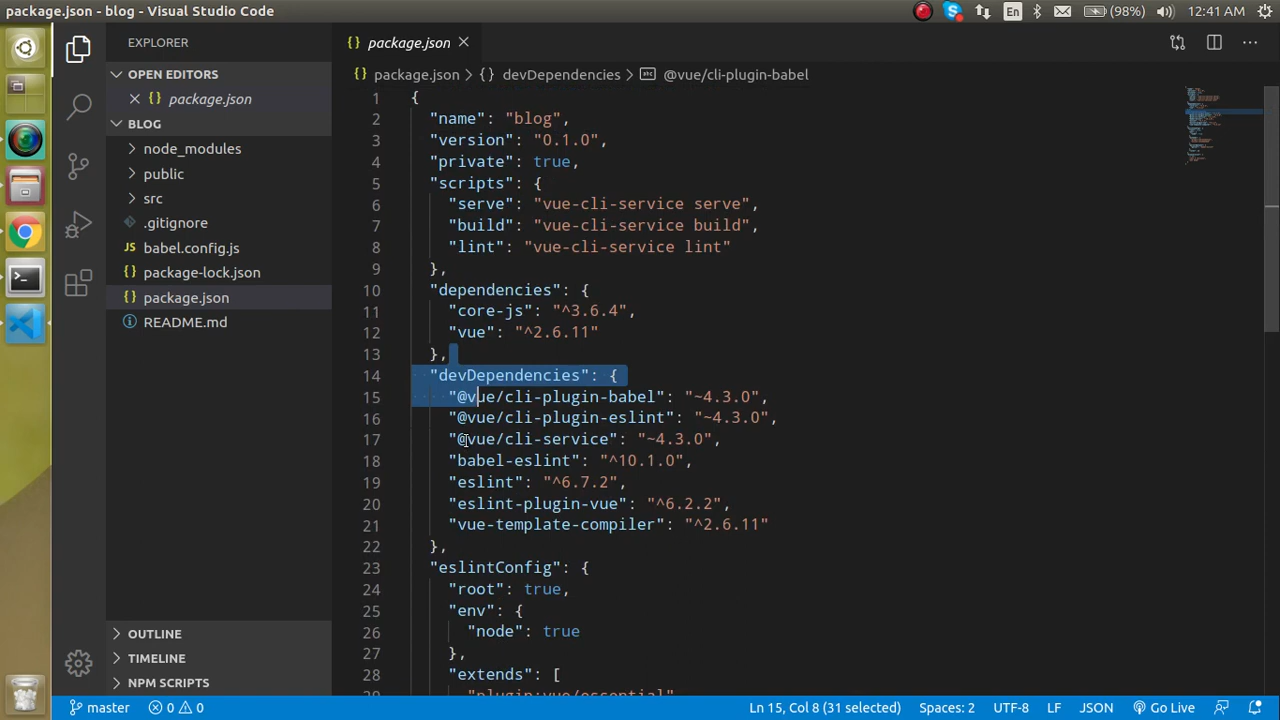 package.json - blog - Visual Studio Code
En
(98%)
12:41 AM
EXPLORER
OPEN EDITORS
{} package.json
BLOG
node_modules
public
src
.gitignore
JS babel.config.js
{} package-lock.json
{} package.json
README.md
OUTLINE
TIMELINE
NPM SCRIPTS
{} package.json
{} package.json > {} devDependencies > @vue/cli-plugin-babel
1 {
2 "name": "blog",
3 "version": "0.1.0",
4 "private": true,
5 "scripts": {
6 "serve": "vue-cli-service serve",
7 "build": "vue-cli-service build",
8 "lint": "vue-cli-service lint"
9 },
10 "dependencies": {
11 "core-js": "^3.6.4",
12 "vue": "^2.6.11"
13 },
14 "devDependencies": {
15 "@vue/cli-plugin-babel": "~4.3.0",
16 "@vue/cli-plugin-eslint": "~4.3.0",
17 "@vue/cli-service": "~4.3.0",
18 "babel-eslint": "^10.1.0",
19 "eslint": "^6.7.2",
20 "eslint-plugin-vue": "^6.2.2",
21 "vue-template-compiler": "^2.6.11"
22 },
23 "eslintConfig": {
24 "root": true,
25 "env": {
26 "node": true
27 },
28 "extends": [
29 "plugin:vue/essential"
master
0 0
Ln 15, Col 8 (31 selected)
Spaces: 2
UTF-8
LF
JSON
Go Live